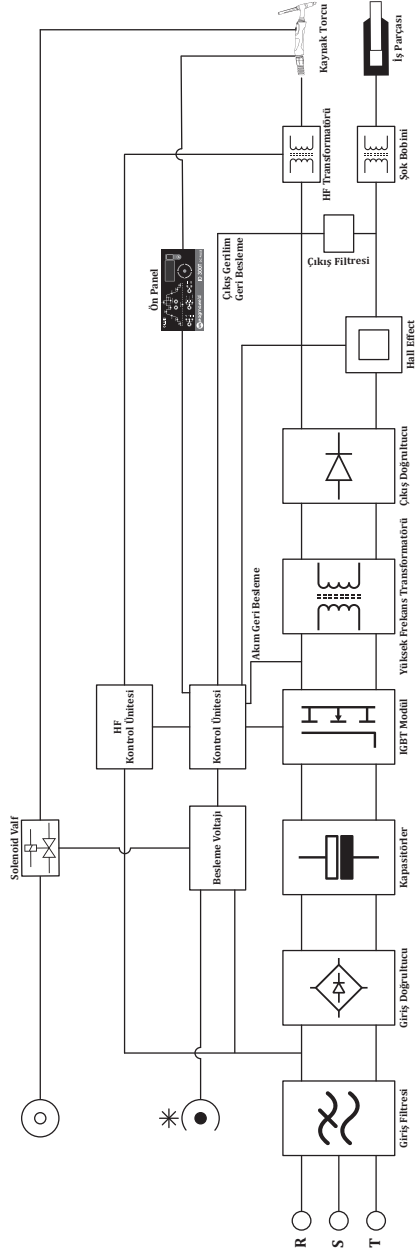 Solenoid Valf
Ön Panel
Kaynak Torcu
İş Parçası
HF Transformatörü
Şok Bobini
Çıkış Gerilim
Geri Besleme
Çıkış Filtresi
Hall Effect
HF
Kontrol Ünitesi
Kontrol Ünitesi
Besleme Voltajı
Akım Geri Besleme
Giriş Filtresi
Giriş Doğrultucu
Kapasitörler
IGBT Modül
Yüksek Frekans Transformatörü
Çıkış Doğrultucu
R
S
T